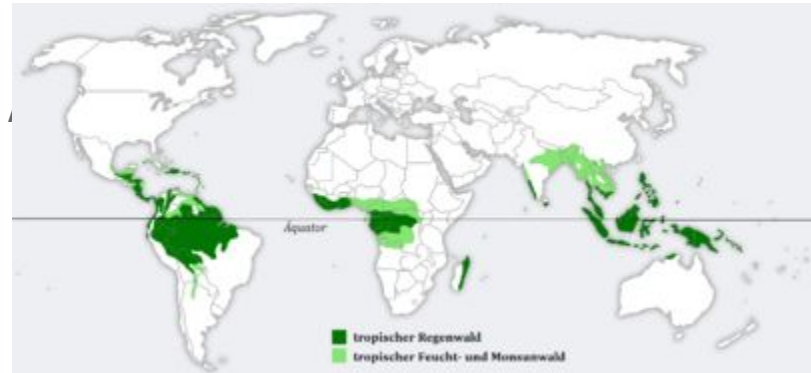 Äquator
tropischer Regenwald
tropischer Feucht- und Monsunwald